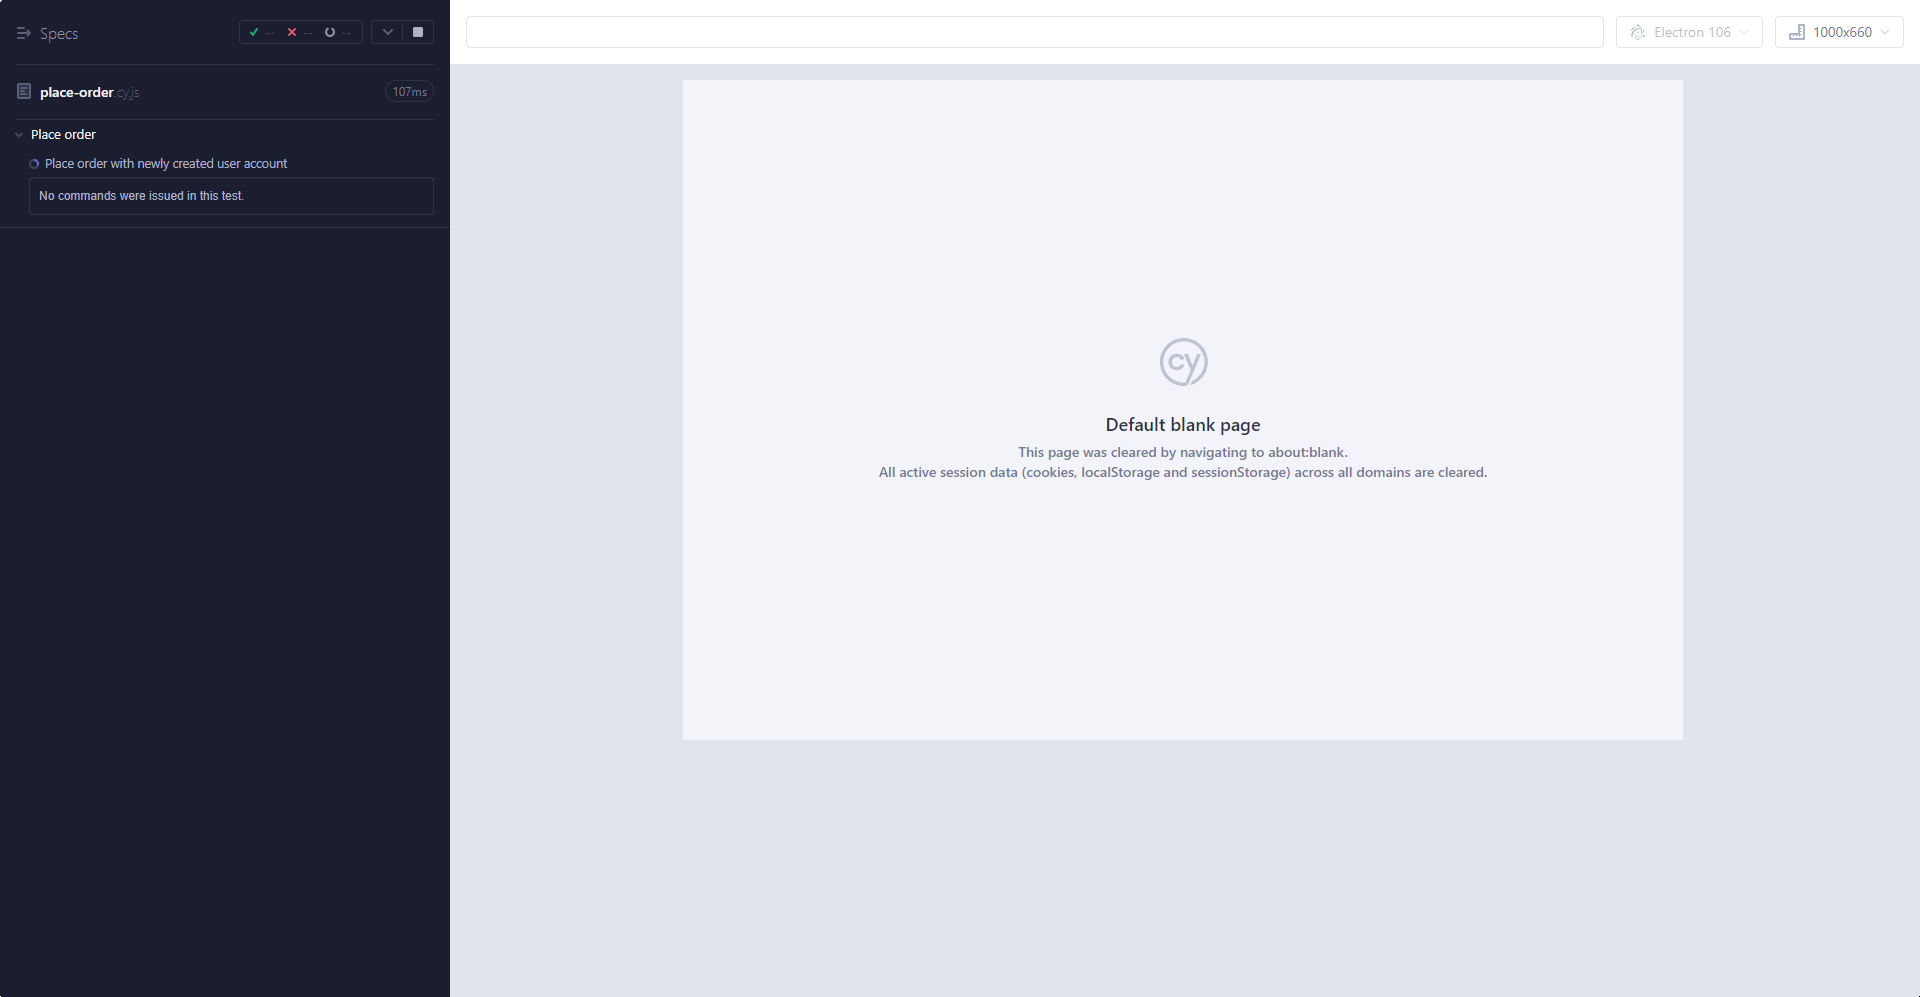 Specs
-- -- --
place-order.cy.js
107ms
Place order
Place order with newly created user account
No commands were issued in this test.
Electron 106
1000x660
cy
Default blank page
This page was cleared by navigating to about:blank.
All active session data (cookies, localStorage and sessionStorage) across all domains are cleared.